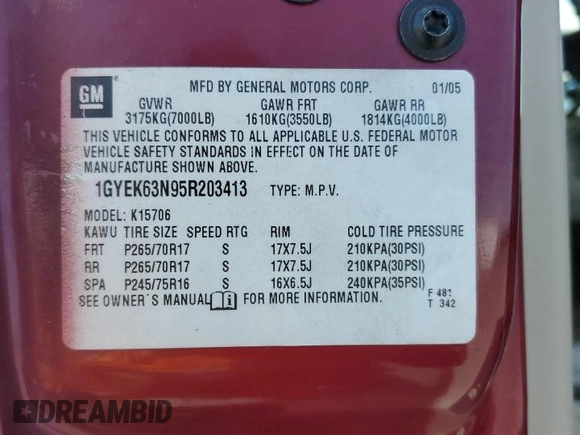 GM
MFD BY GENERAL MOTORS CORP. 01/05
GVWR GAWR FRT GAWR RR
3175KG(7000LB) 1610KG(3550LB) 1814KG(4000LB)
THIS VEHICLE CONFORMS TO ALL APPLICABLE U.S. FEDERAL MOTOR
VEHICLE SAFETY STANDARDS IN EFFECT ON THE DATE OF
MANUFACTURE SHOWN ABOVE.
1GYEK63N95R203413 TYPE: M.P.V.
MODEL: K15706
KAWU TIRE SIZE SPEED RTG RIM COLD TIRE PRESSURE
FRT P265/70R17 S 17X7.5J 210KPA(30PSI)
RR P265/70R17 S 17X7.5J 210KPA(30PSI)
SPA P245/75R16 S 16X6.5J 240KPA(35PSI)
SEE OWNER'S MANUAL i FOR MORE INFORMATION.
F 481
T 342
DREAMBID